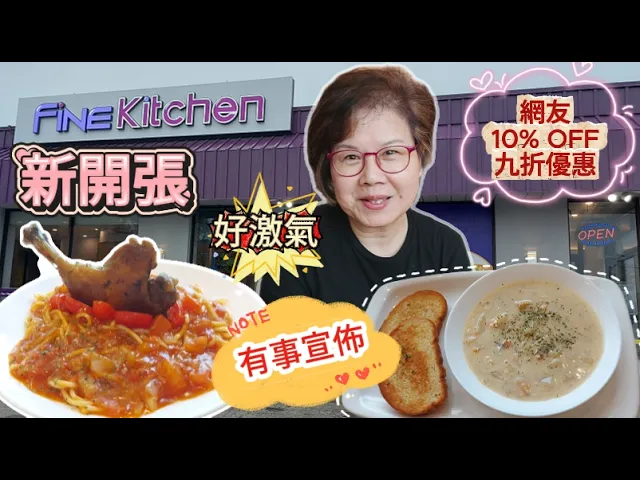 FINE Kitchen
網友
10% OFF
九折優惠
新開張
好激氣
OPEN
NOTE
有事宣佈